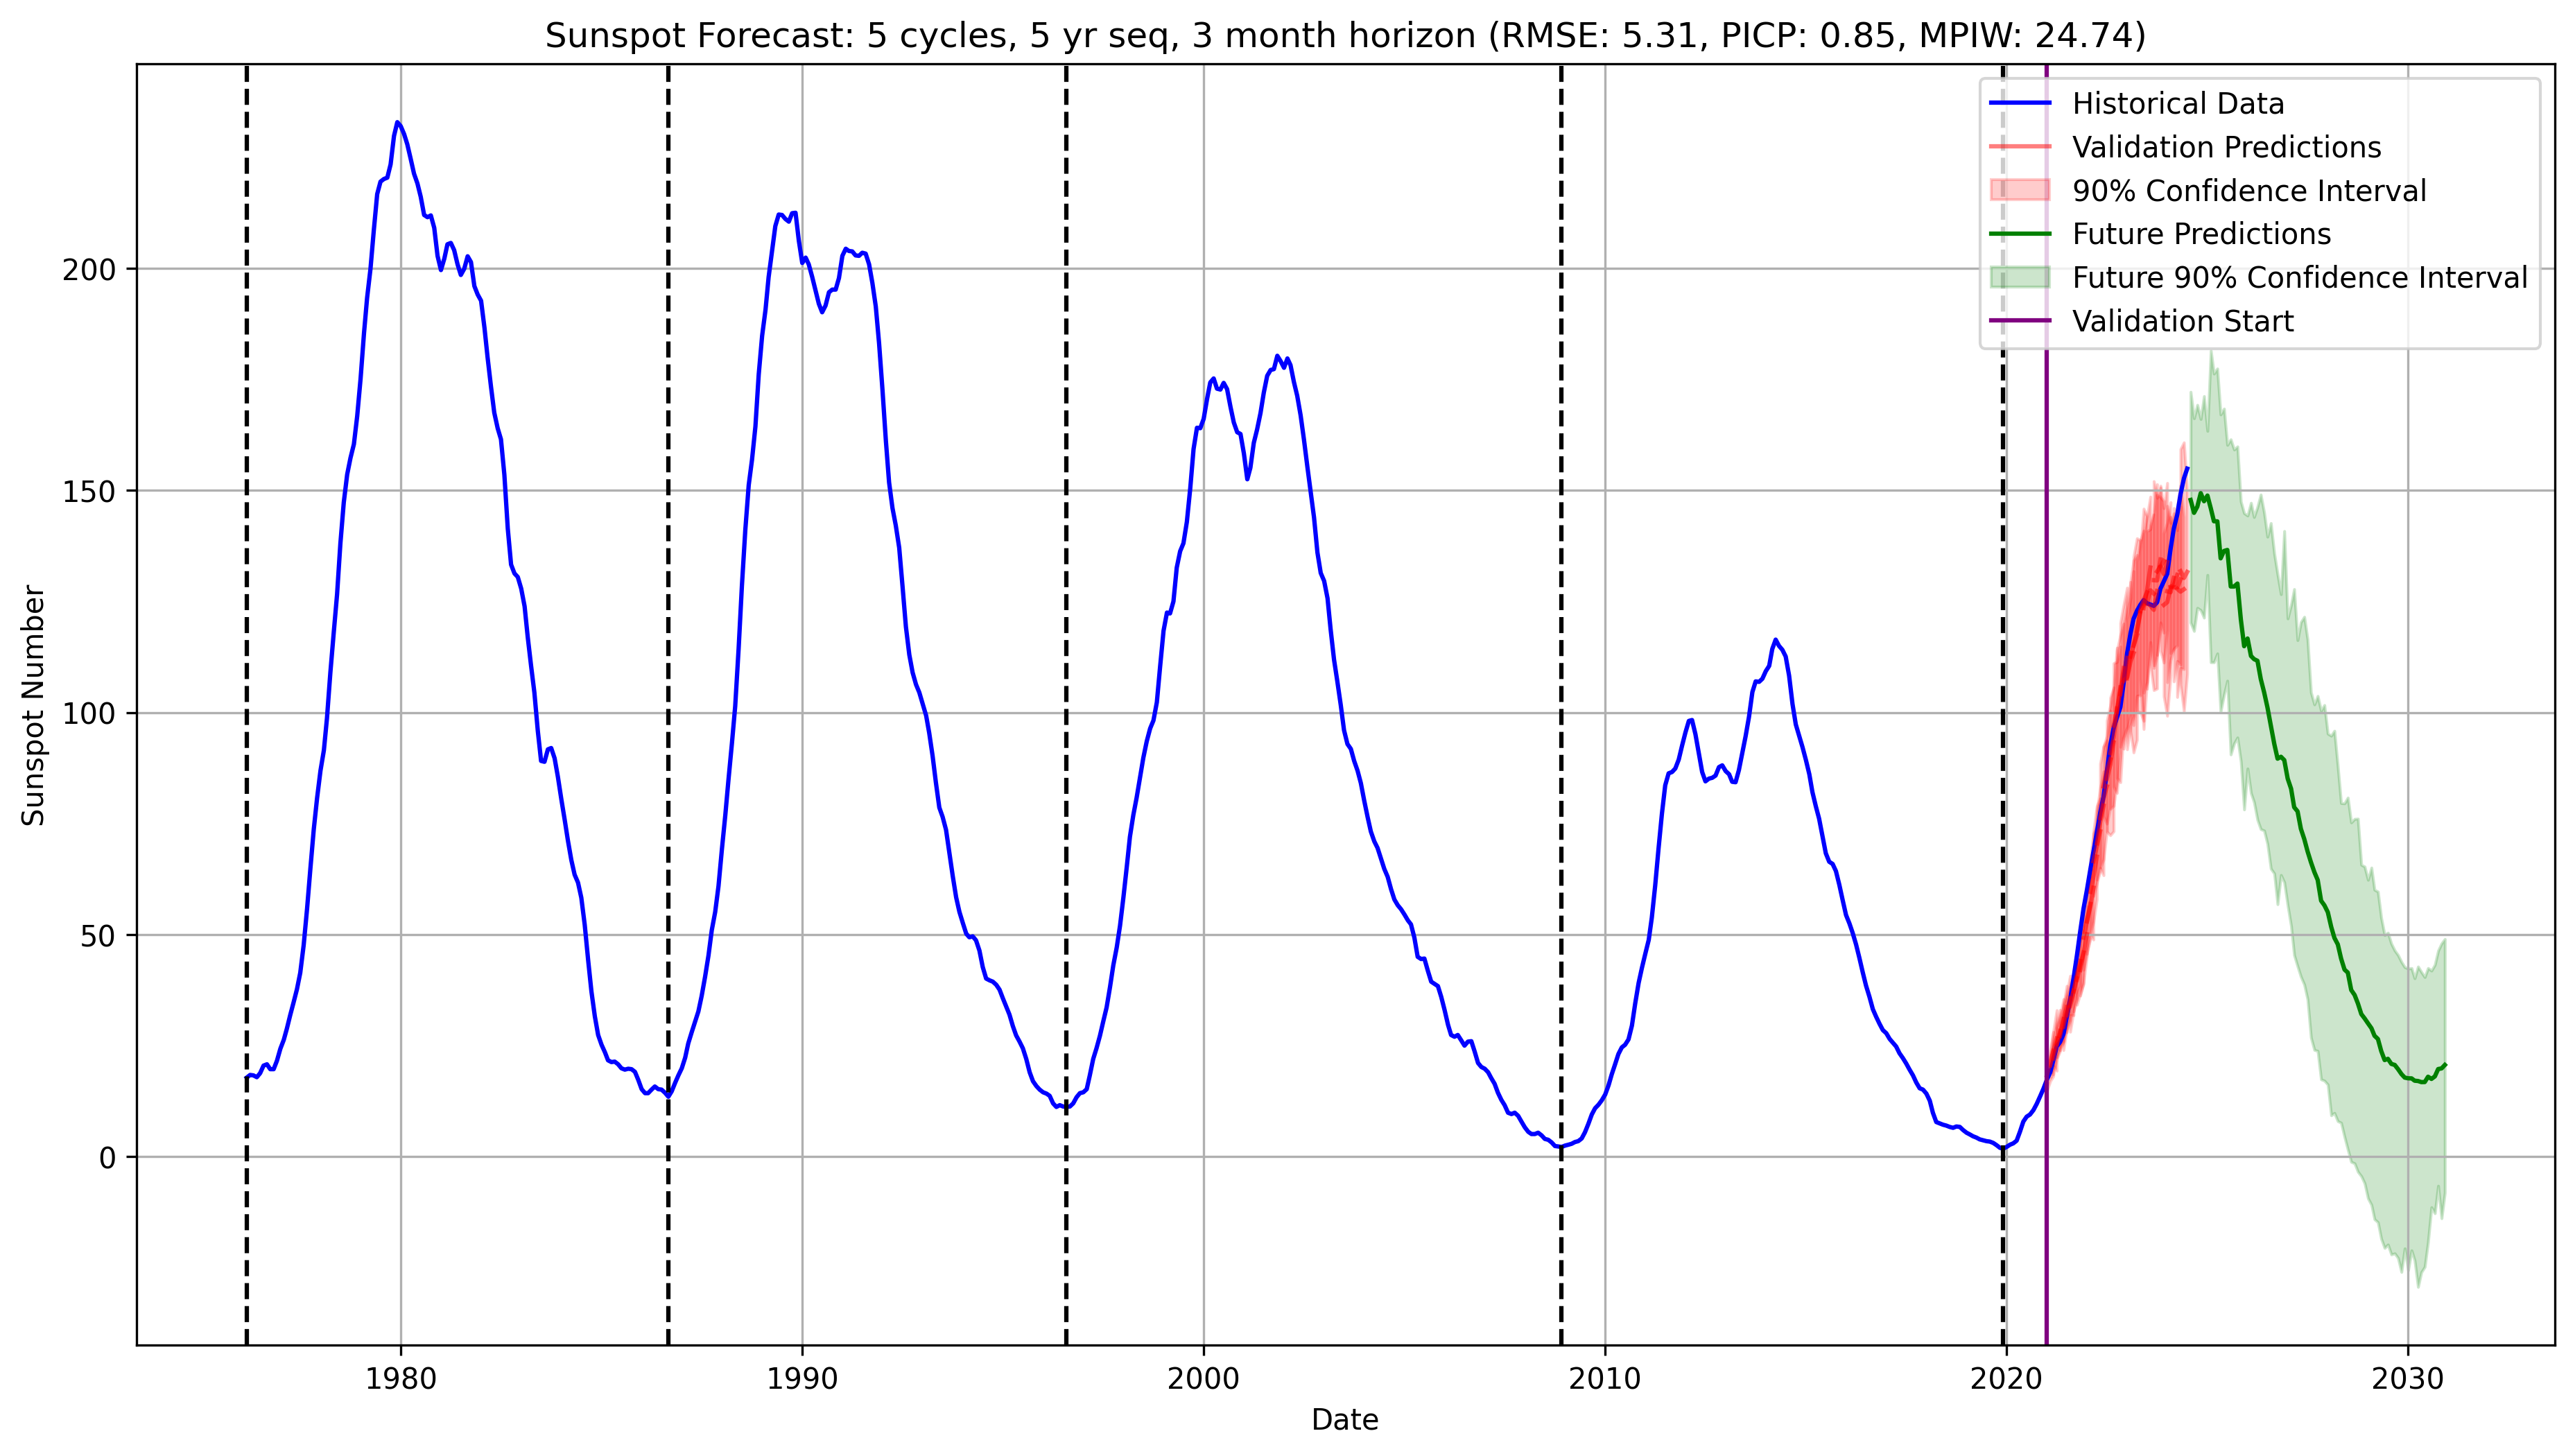 Sunspot Forecast: 5 cycles, 5 yr seq, 3 month horizon (RMSE: 5.31, PICP: 0.85, MPIW: 24.74)
Historical Data
Validation Predictions
90% Confidence Interval
Future Predictions
Future 90% Confidence Interval
Validation Start
Sunspot Number
200
150
100
50
0
1980
1990
2000
2010
2020
2030
Date